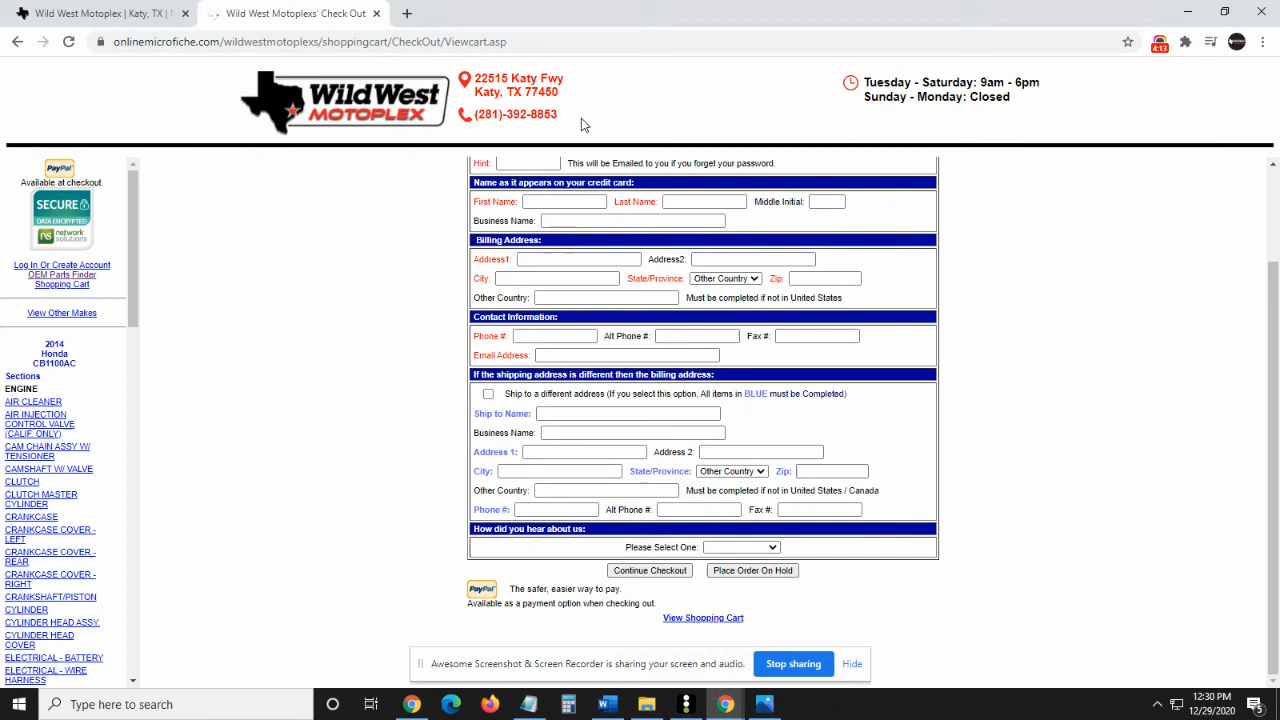 Wild West Motoplex | Katy, TX | N
Wild West Motoplexs' Check Out
onlinemicrofiche.com/wildwestmotoplexs/shoppingcart/CheckOut/Viewcart.asp
4:13
WildWest
MOTOPLEX
22515 Katy Fwy
Katy, TX 77450
(281)-392-8853
Tuesday - Saturday: 9am - 6pm
Sunday - Monday: Closed
PayPal
Available at checkout.
SECURE
DATA ENCRYPTED
network
solutions
Log In Or Create Account
OEM Parts Finder
Shopping Cart
View Other Makes
2014
Honda
CB1100AC
Sections
ENGINE
AIR CLEANER
AIR INJECTION
CONTROL VALVE
(CALIF. ONLY)
CAM CHAIN ASSY W/
TENSIONER
CAMSHAFT W/ VALVE
CLUTCH
CLUTCH MASTER
CYLINDER
CRANKCASE
CRANKCASE COVER -
LEFT
CRANKCASE COVER -
REAR
CRANKCASE COVER -
RIGHT
CRANKSHAFT/PISTON
CYLINDER
CYLINDER HEAD ASSY.
CYLINDER HEAD
COVER
ELECTRICAL - BATTERY
ELECTRICAL - WIRE
HARNESS
Hint: This will be Emailed to you if you forget your password.
Name as it appears on your credit card:
First Name: Last Name: Middle Initial:
Business Name:
Billing Address:
Address1: Address2:
City: State/Province: Other Country Zip:
Other Country: Must be completed if not in United States
Contact Information:
Phone #: Alt Phone #: Fax #:
Email Address:
If the shipping address is different then the billing address:
Ship to a different address (If you select this option, All items in BLUE must be Completed)
Ship to Name:
Business Name:
Address 1: Address 2:
City: State/Province: Other Country Zip:
Other Country: Must be completed if not in United States / Canada
Phone #: Alt Phone #: Fax #:
How did you hear about us:
Please Select One:
Continue Checkout Place Order On Hold
PayPal The safer, easier way to pay.
Available as a payment option when checking out.
View Shopping Cart
Awesome Screenshot & Screen Recorder is sharing your screen and audio. Stop sharing Hide
Type here to search
12:30 PM
12/29/2020
5